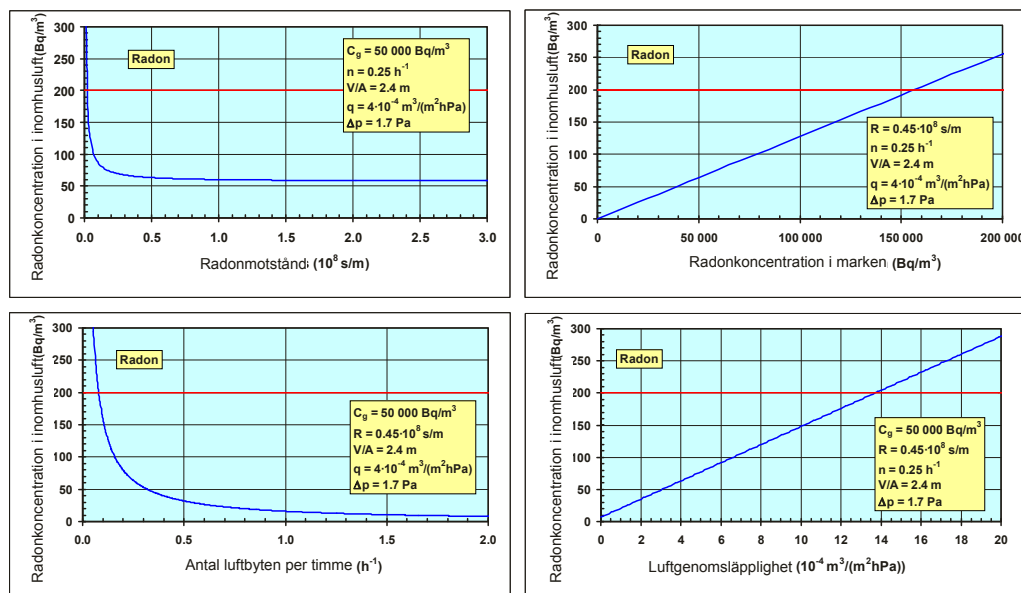 Radonkoncentration i inomhusluft(Bq/m³)
300
250
200
150
100
50
0
Radon
C_g = 50 000 Bq/m³
n = 0.25 h⁻¹
V/A = 2.4 m
q = 4·10⁻⁴ m³/(m²hPa)
Δp = 1.7 Pa
0.0 0.5 1.0 1.5 2.0 2.5 3.0
Radonmotstånd (10⁸ s/m)
Radonkoncentration i inomhusluft(Bq/m³)
300
250
200
150
100
50
0
Radon
R = 0.45·10⁸ s/m
n = 0.25 h⁻¹
V/A = 2.4 m
q = 4·10⁻⁴ m³/(m²hPa)
Δp = 1.7 Pa
0 50 000 100 000 150 000 200 000
Radonkoncentration i marken (Bq/m³)
Radonkoncentration i inomhusluft(Bq/m³)
300
250
200
150
100
50
0
Radon
C_g = 50 000 Bq/m³
R = 0.45·10⁸ s/m
V/A = 2.4 m
q = 4·10⁻⁴ m³/(m²hPa)
Δp = 1.7 Pa
0.0 0.5 1.0 1.5 2.0
Antal luftbyten per timme (h⁻¹)
Radonkoncentration i inomhusluft(Bq/m³)
300
250
200
150
100
50
0
Radon
C_g = 50 000 Bq/m³
R = 0.45·10⁸ s/m
n = 0.25 h⁻¹
V/A = 2.4 m
Δp = 1.7 Pa
0 2 4 6 8 10 12 14 16 18 20
Luftgenomsläpplighet (10⁻⁴ m³/(m²hPa))